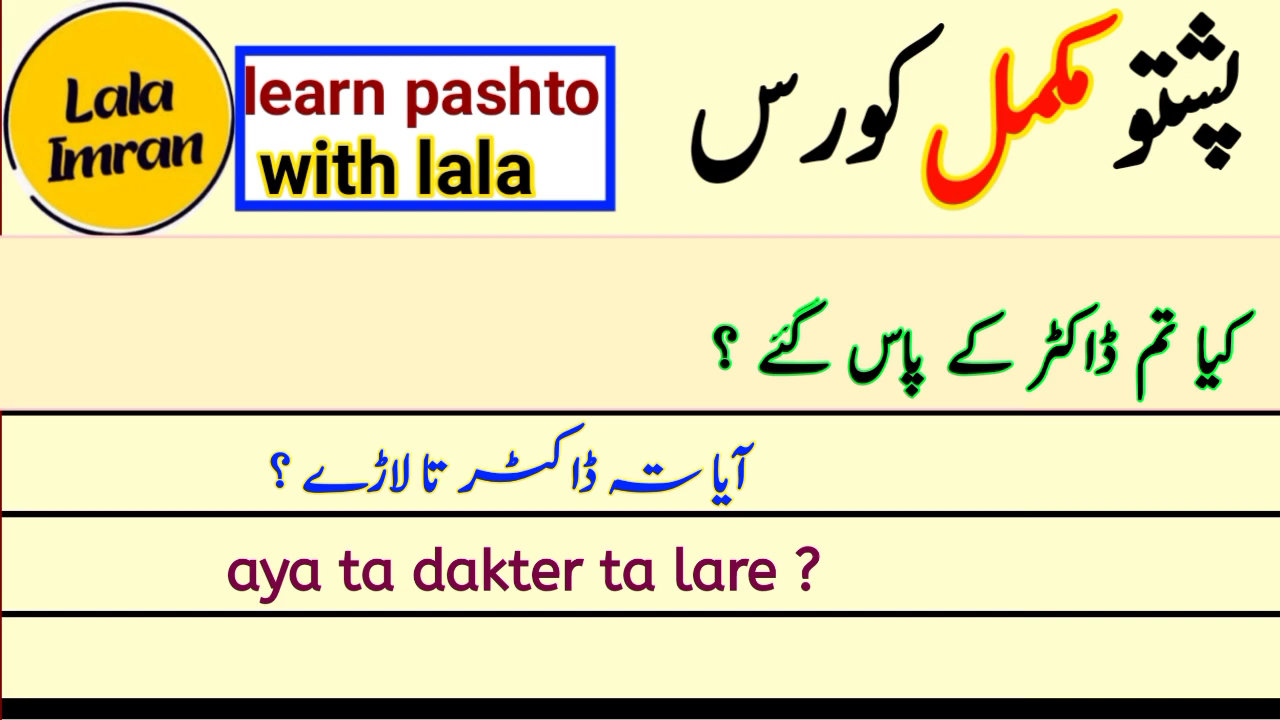 Lala
Imran
learn pashto
with lala
پشتو مکمل کورس
کیا تم ڈاکٹر کے پاس گئے ؟
آیا تہ ڈاکٹر تا لاڑے ؟
aya ta dakter ta lare ?